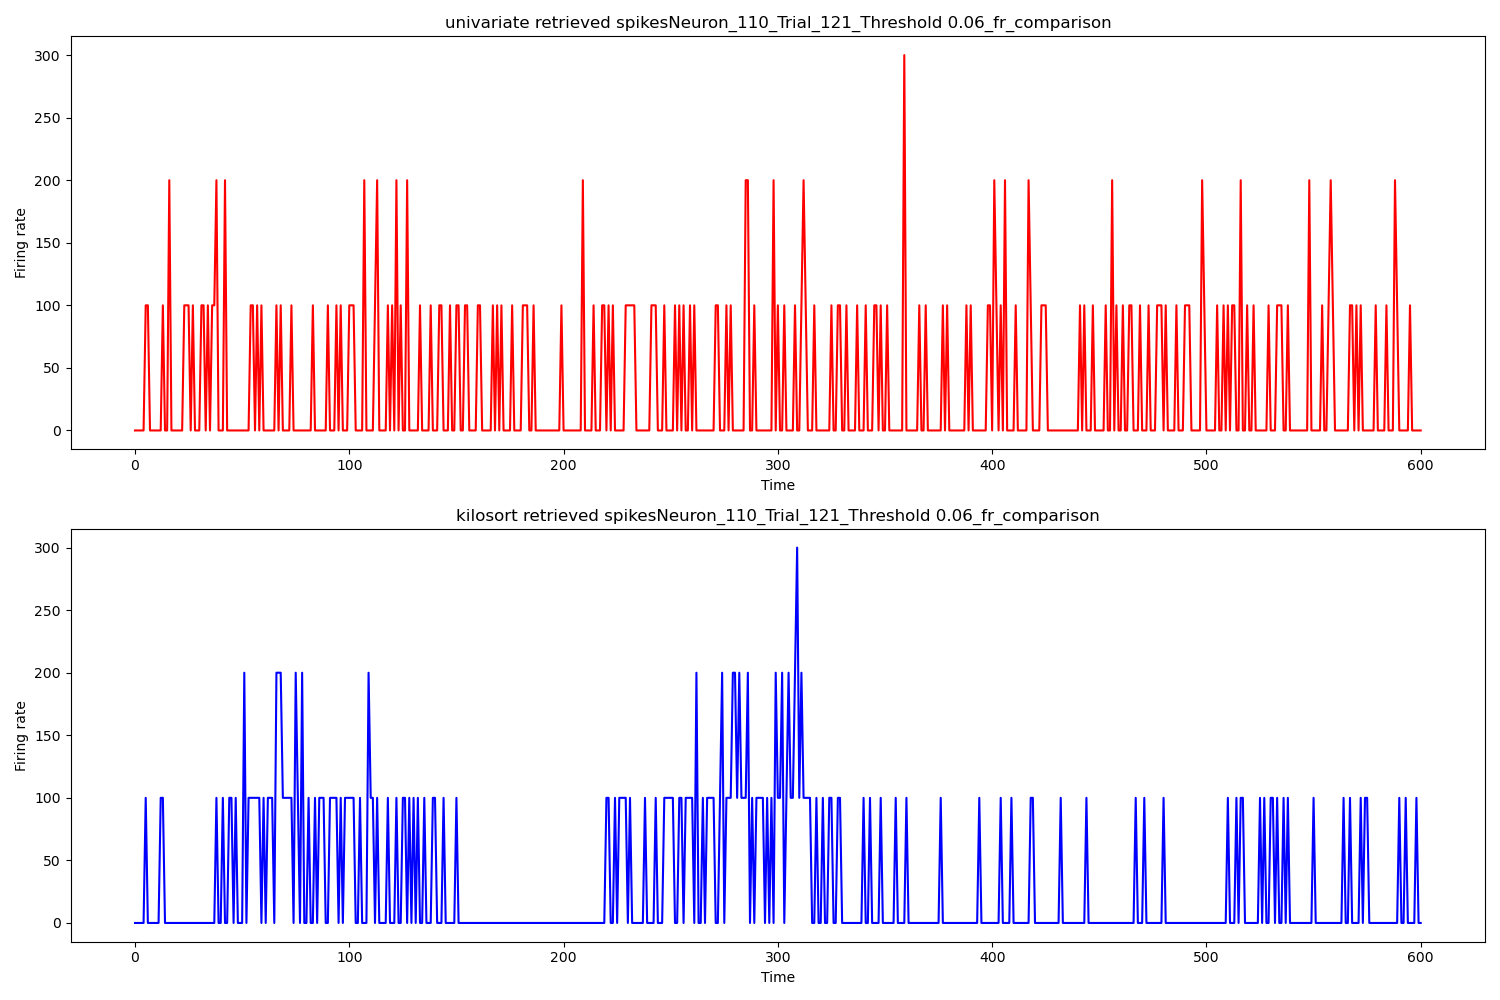 univariate retrieved spikesNeuron_110_Trial_121_Threshold 0.06_fr_comparison
300
250
200
150
100
50
0
Firing rate
0 100 200 300 400 500 600
Time
kilosort retrieved spikesNeuron_110_Trial_121_Threshold 0.06_fr_comparison
300
250
200
150
100
50
0
Firing rate
0 100 200 300 400 500 600
Time